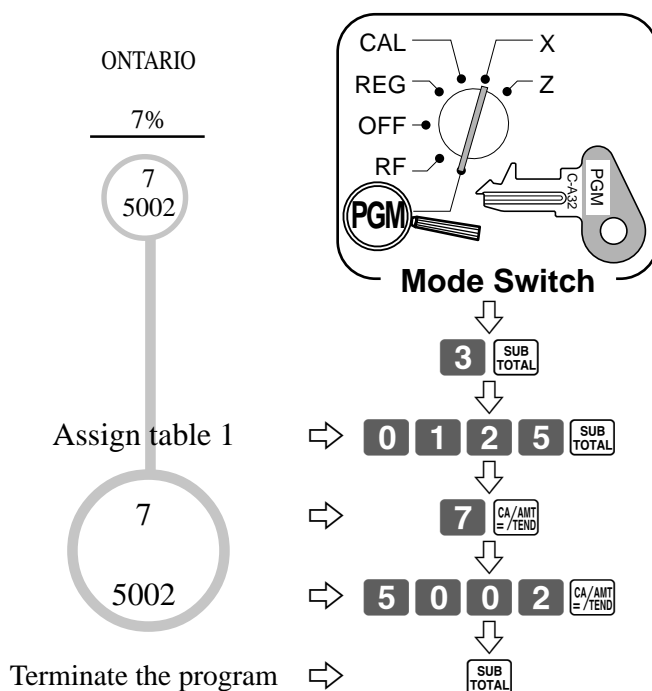 ONTARIO
7%
7
5002
CAL
X
REG
Z
OFF
RF
PGM
PGM
C-A32
Mode Switch
3 SUB TOTAL
Assign table 1
0 1 2 5 SUB TOTAL
7
7 CA/AMT = /TEND
5002
5 0 0 2 CA/AMT = /TEND
Terminate the program
SUB TOTAL